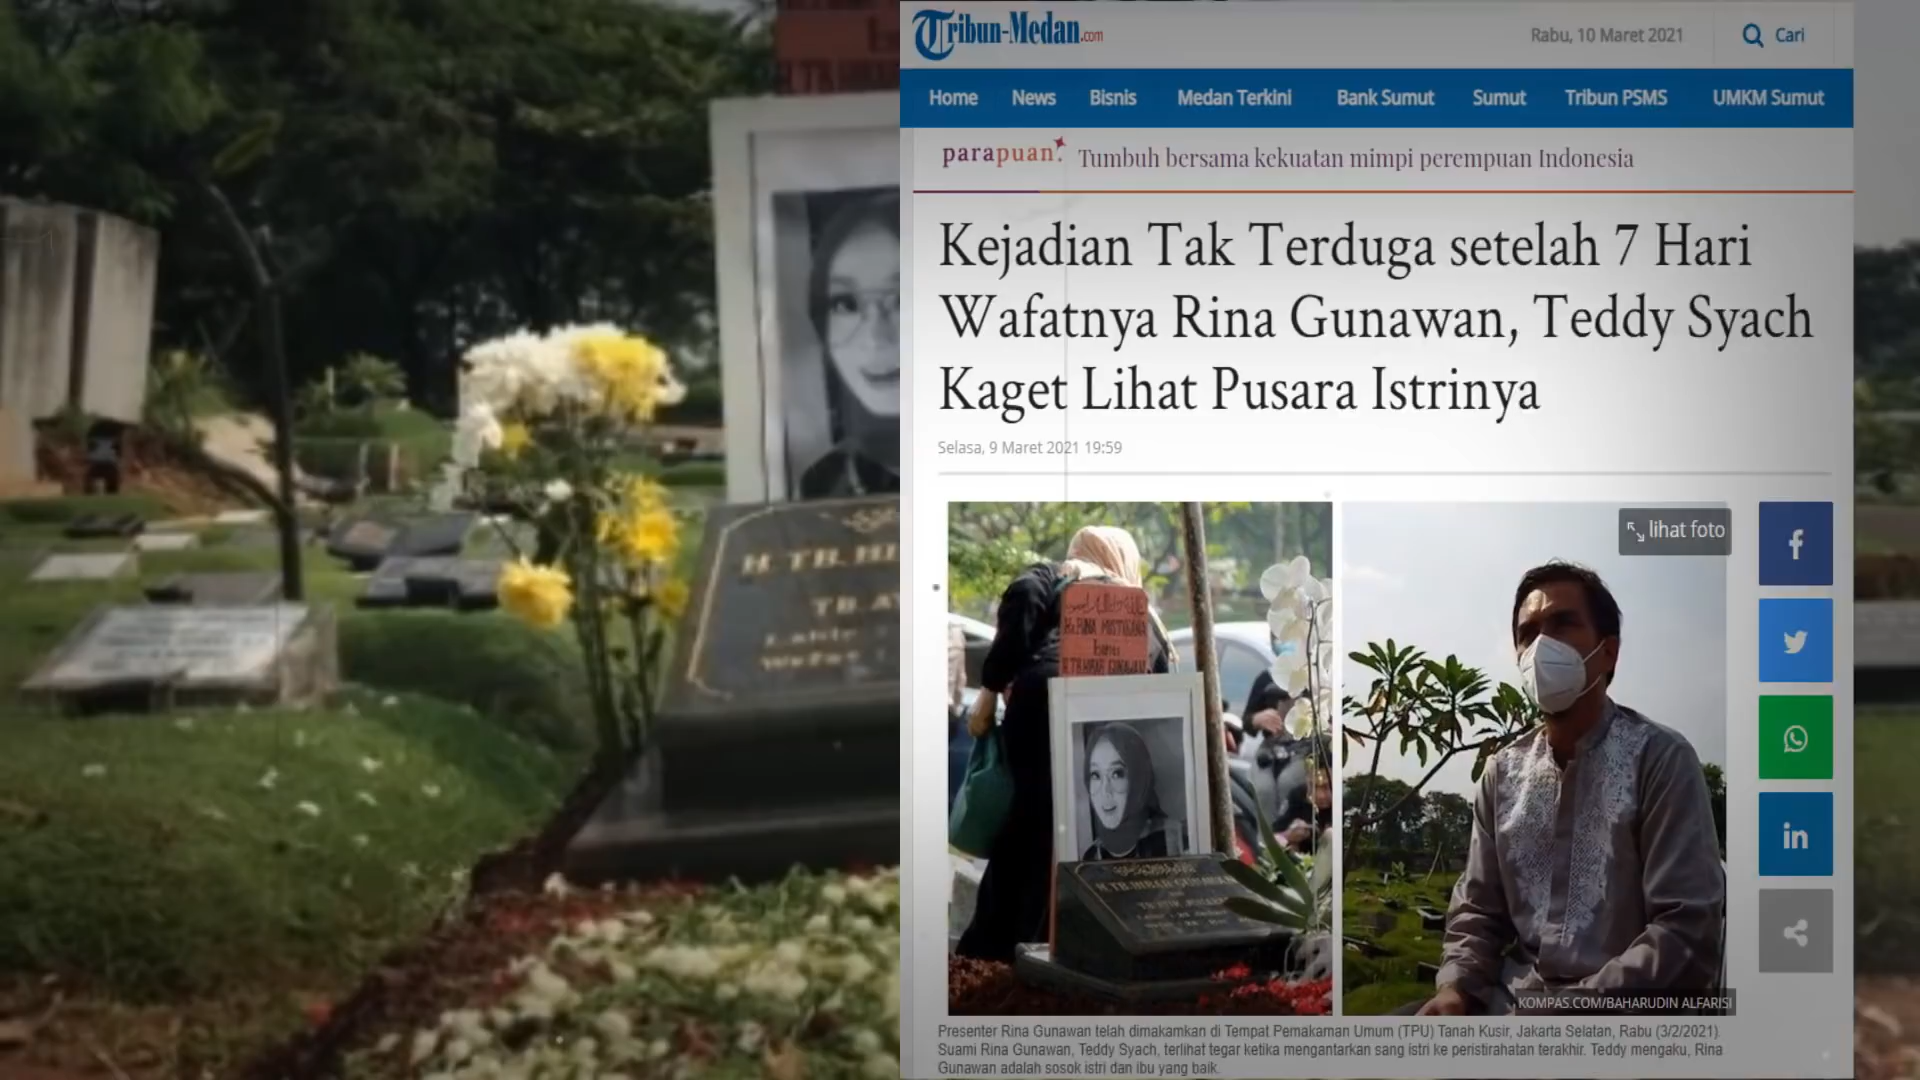 Tribun-Medan.com
Rabu, 10 Maret 2021
Cari
Home News Bisnis Medan Terkini Bank Sumut Sumut Tribun PSMS UMKM Sumut
parapuan. Tumbuh bersama kekuatan mimpi perempuan Indonesia
Kejadian Tak Terduga setelah 7 Hari
Wafatnya Rina Gunawan, Teddy Syach
Kaget Lihat Pusara Istrinya
Selasa, 9 Maret 2021 19:59
lihat foto
KOMPAS.COM/BAHARUDIN ALFARISI
Presenter Rina Gunawan telah dimakamkan di Tempat Pemakaman Umum (TPU) Tanah Kusir, Jakarta Selatan, Rabu (3/2/2021).
Suami Rina Gunawan, Teddy Syach, terlihat tegar ketika mengantarkan sang istri ke peristirahatan terakhir. Teddy mengaku, Rina
Gunawan adalah sosok istri dan ibu yang baik.
H. TB. HI
TB. A
Lahir
Wafat